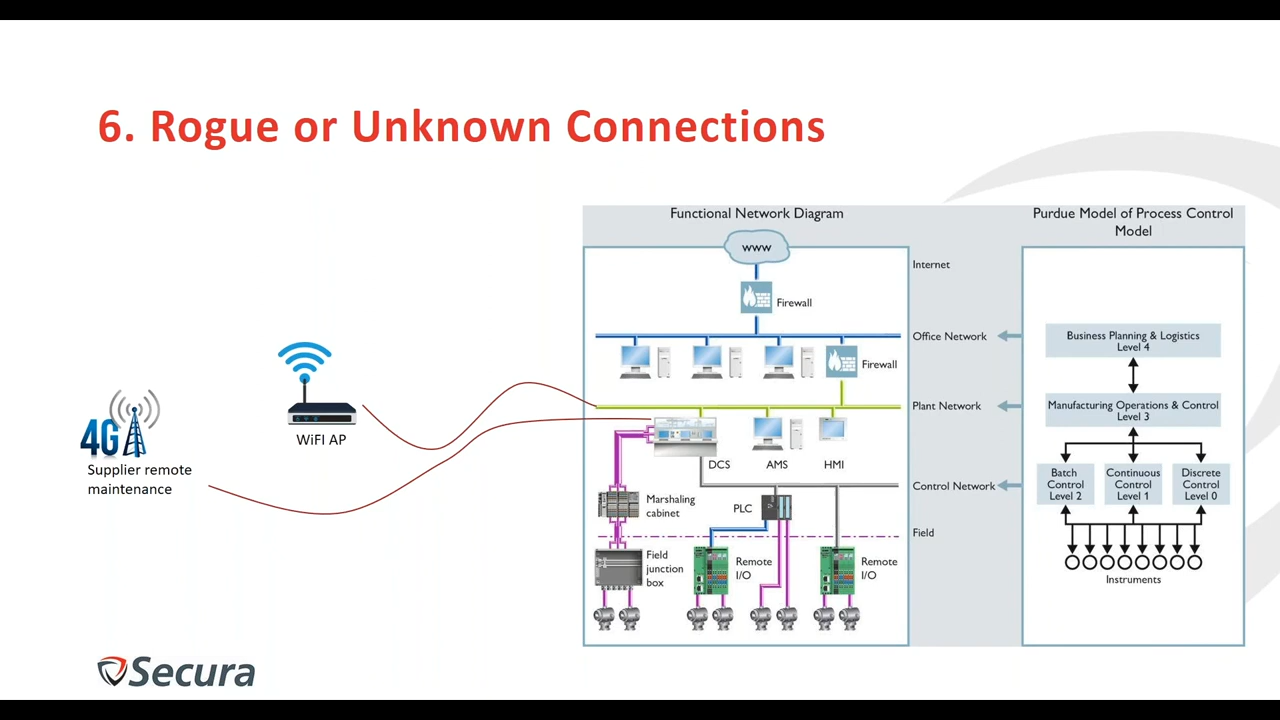 6. Rogue or Unknown Connections
Functional Network Diagram
Purdue Model of Process Control
Model
www
Internet
Firewall
Office Network
Firewall
Business Planning & Logistics
Level 4
Plant Network
Manufacturing Operations & Control
Level 3
WiFI AP
4G
Supplier remote
maintenance
DCS
AMS
HMI
Control Network
Batch
Control
Level 2
Continuous
Control
Level 1
Discrete
Control
Level 0
Marshaling
cabinet
PLC
Field
Field
junction
box
Remote
I/O
Remote
I/O
Instruments
Secura